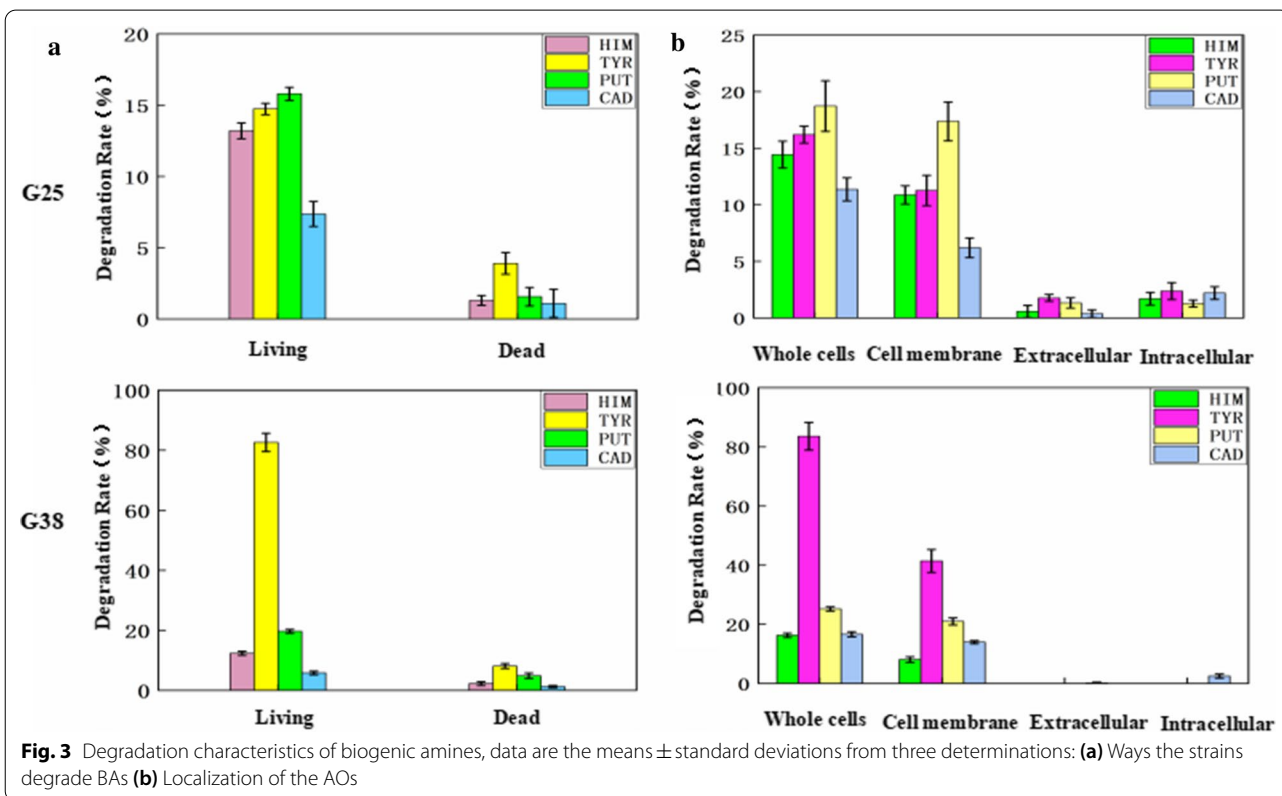 a
20
15
10
5
0
Degradation Rate (%)
HIM
TYR
PUT
CAD
Living
Dead
b
25
20
15
10
5
0
Degradation Rate (%)
HIM
TYR
PUT
CAD
Whole cells
Cell membrane
Extracellular
Intracellular
G25
100
80
60
40
20
0
Degradation Rate (%)
HIM
TYR
PUT
CAD
Living
Dead
100
80
60
40
20
0
Degradation Rate (%)
HIM
TYR
PUT
CAD
Whole cells
Cell membrane
Extracellular
Intracellular
G38
Fig. 3 Degradation characteristics of biogenic amines, data are the means ± standard deviations from three determinations: (a) Ways the strains
degrade BAs (b) Localization of the AOs